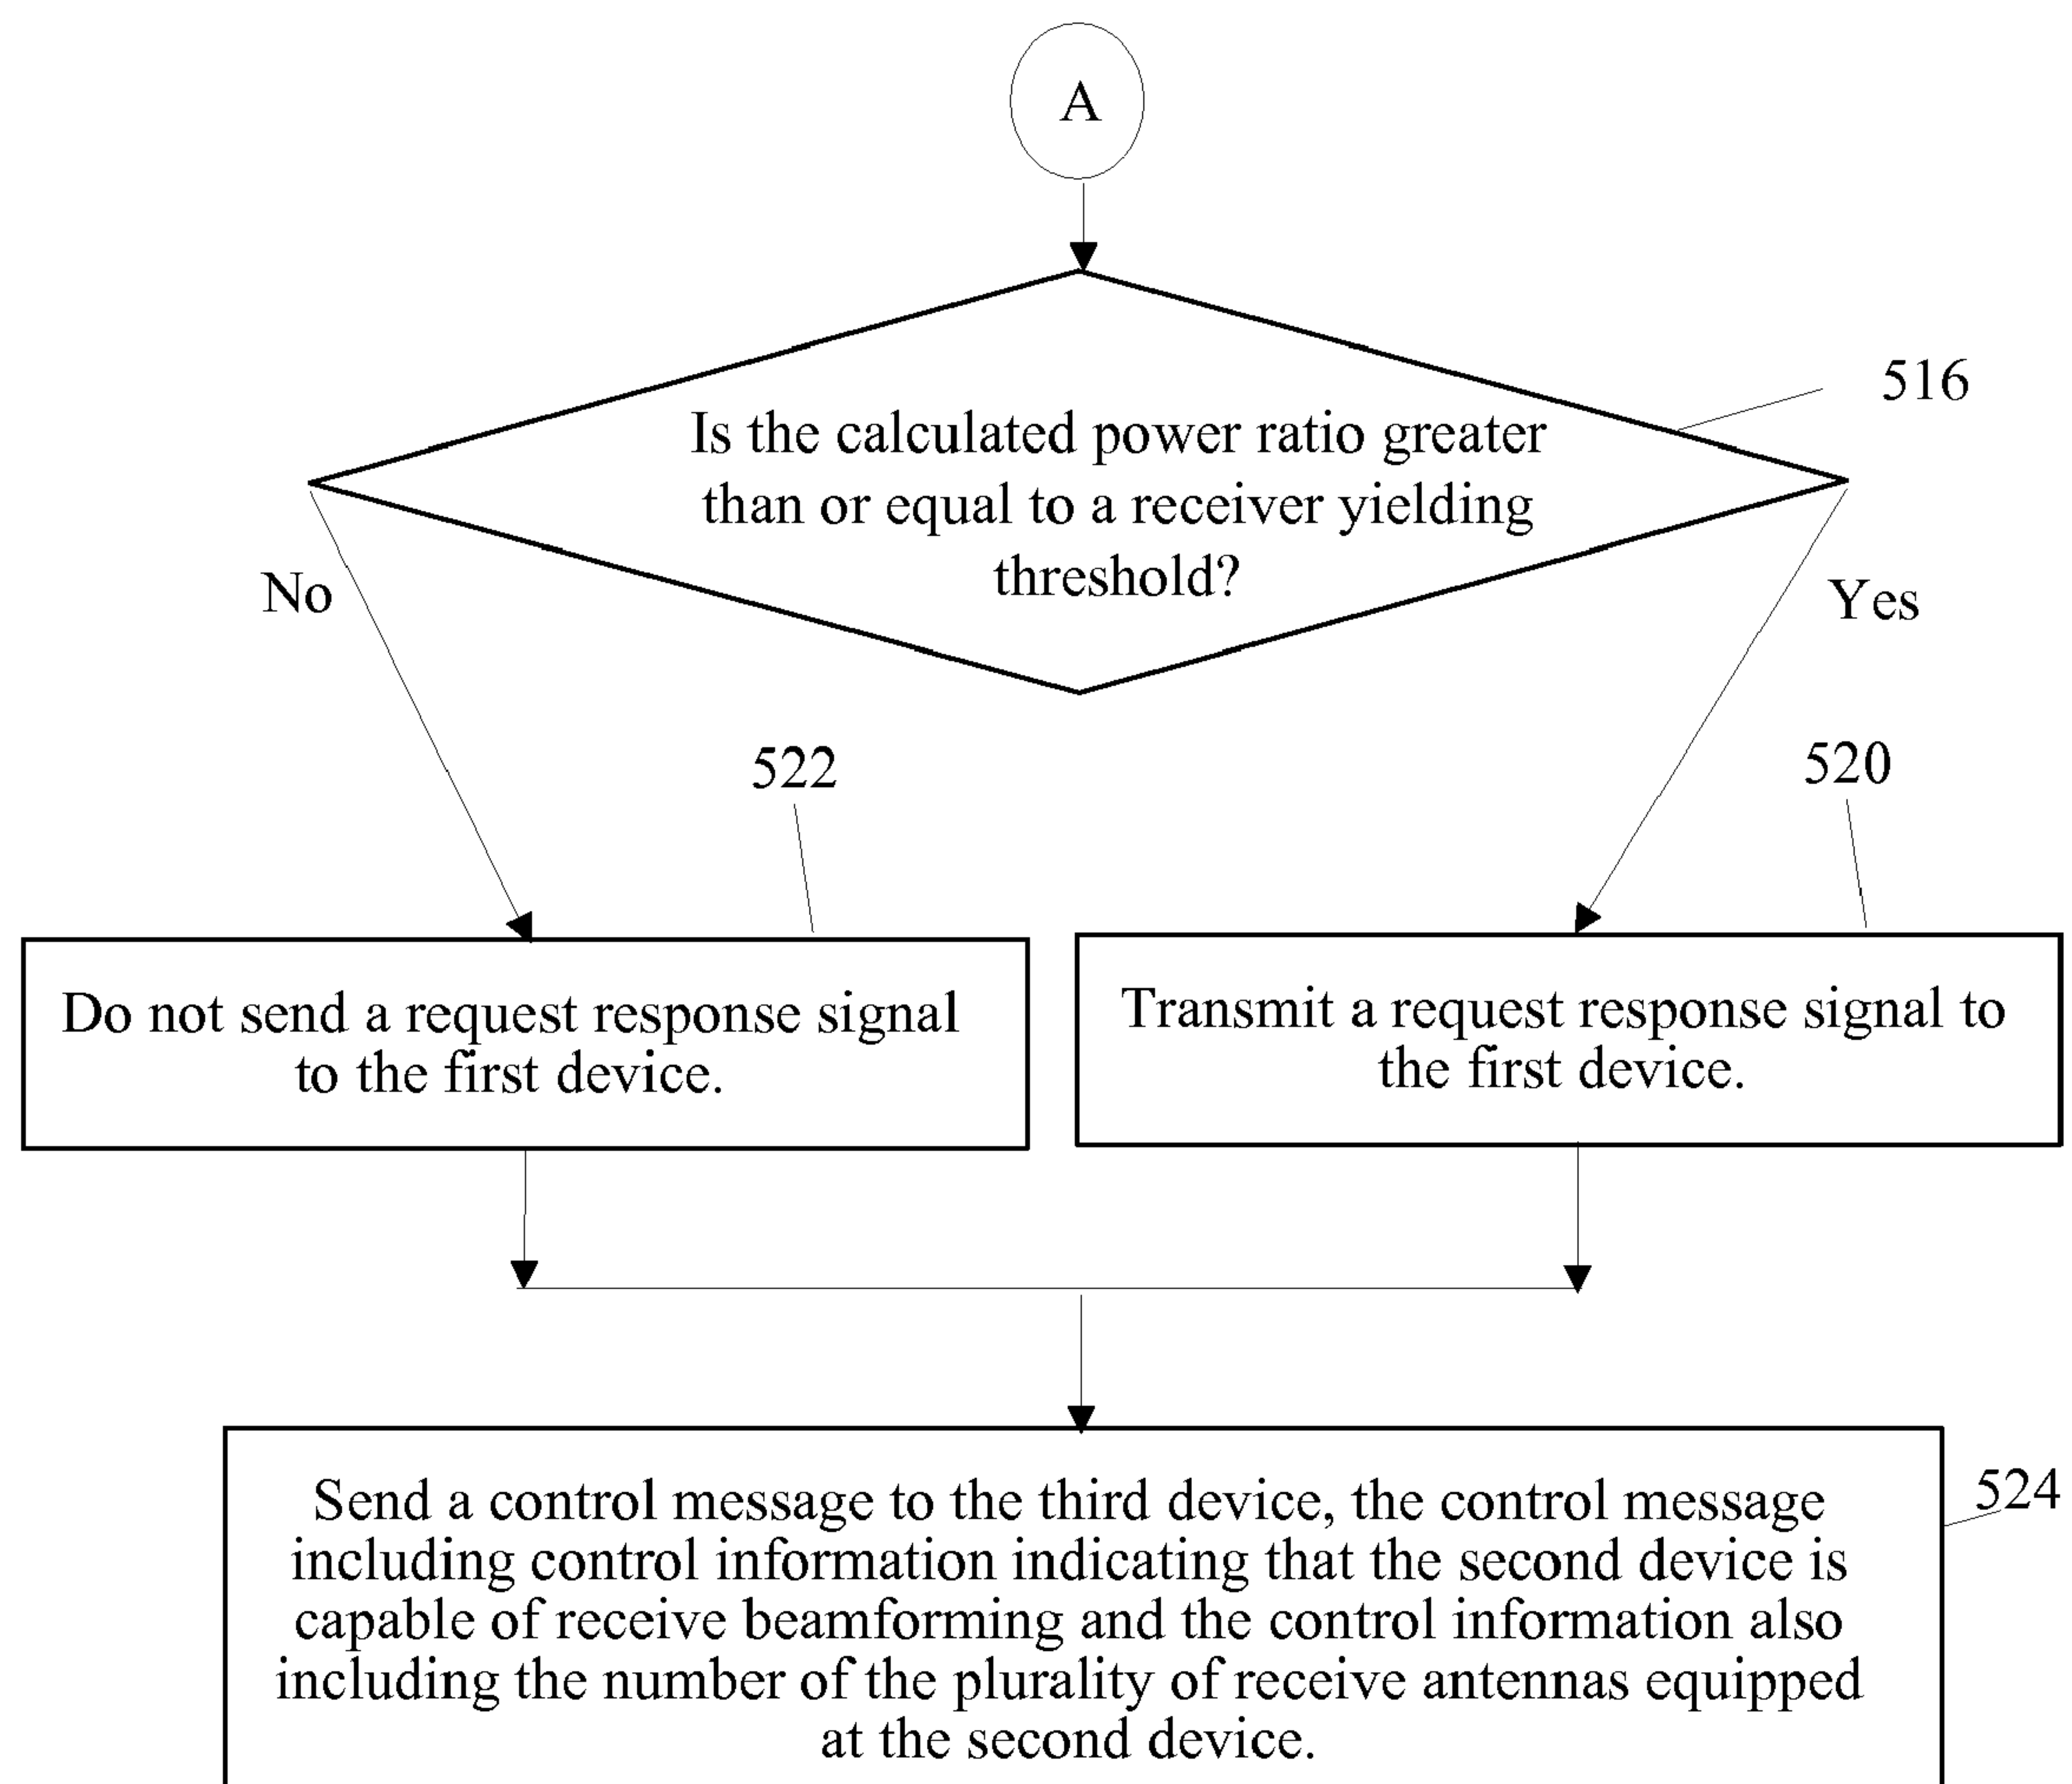 A
516
Is the calculated power ratio greater
than or equal to a receiver yielding
threshold?
No
Yes
522
520
Do not send a request response signal
to the first device.
Transmit a request response signal to
the first device.
524
Send a control message to the third device, the control message
including control information indicating that the second device is
capable of receive beamforming and the control information also
including the number of the plurality of receive antennas equipped
at the second device.